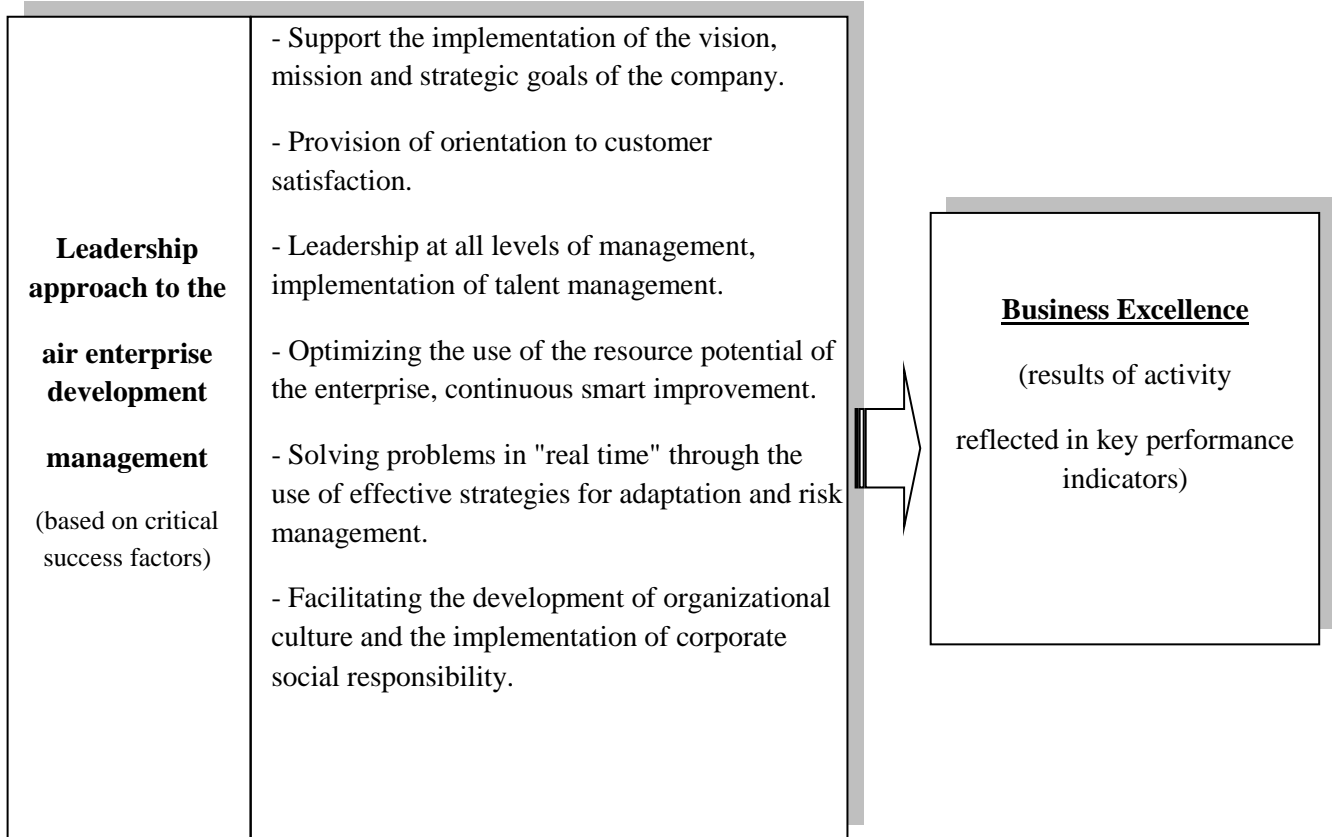 Leadership
approach to the
air enterprise
development
management
(based on critical
success factors)
- Support the implementation of the vision,
mission and strategic goals of the company.
- Provision of orientation to customer
satisfaction.
- Leadership at all levels of management,
implementation of talent management.
- Optimizing the use of the resource potential of
the enterprise, continuous smart improvement.
- Solving problems in "real time" through the
use of effective strategies for adaptation and risk
management.
- Facilitating the development of organizational
culture and the implementation of corporate
social responsibility.
Business Excellence
(results of activity
reflected in key performance
indicators)